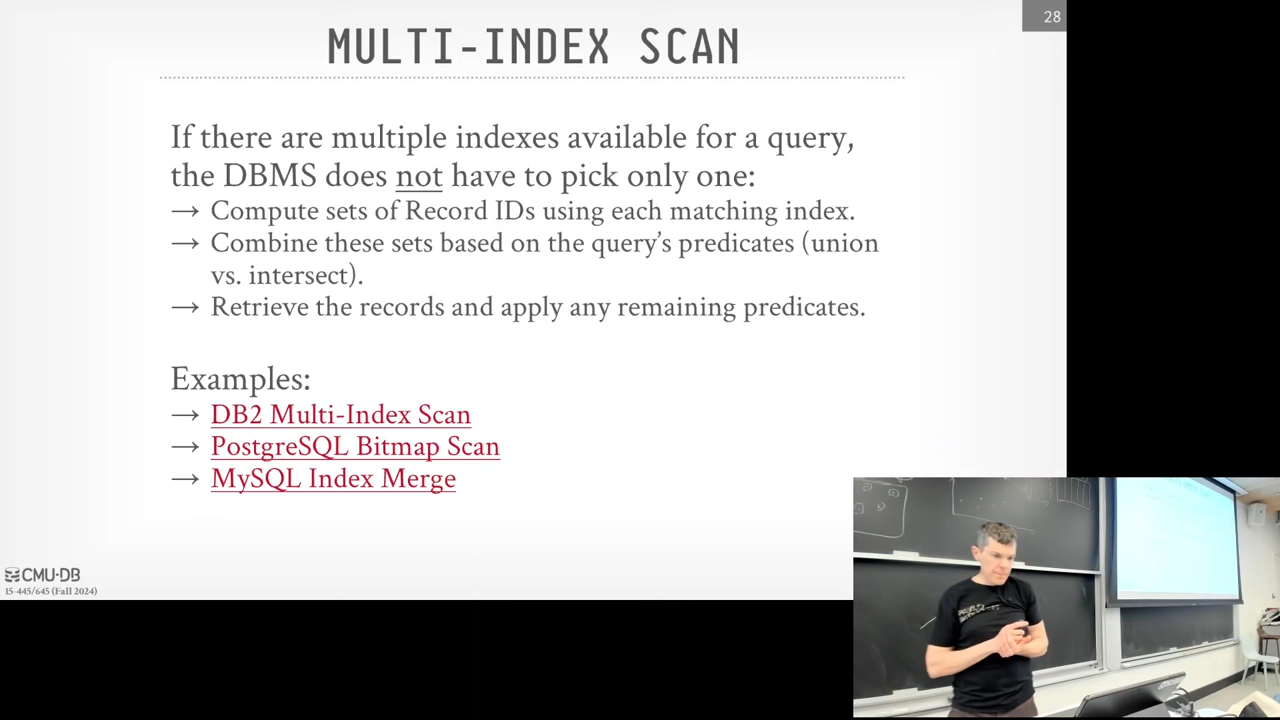 28
MULTI-INDEX SCAN
If there are multiple indexes available for a query,
the DBMS does not have to pick only one:
→ Compute sets of Record IDs using each matching index.
→ Combine these sets based on the query's predicates (union
vs. intersect).
→ Retrieve the records and apply any remaining predicates.
Examples:
→ DB2 Multi-Index Scan
→ PostgreSQL Bitmap Scan
→ MySQL Index Merge
CMU·DB
15-445/645 (Fall 2024)